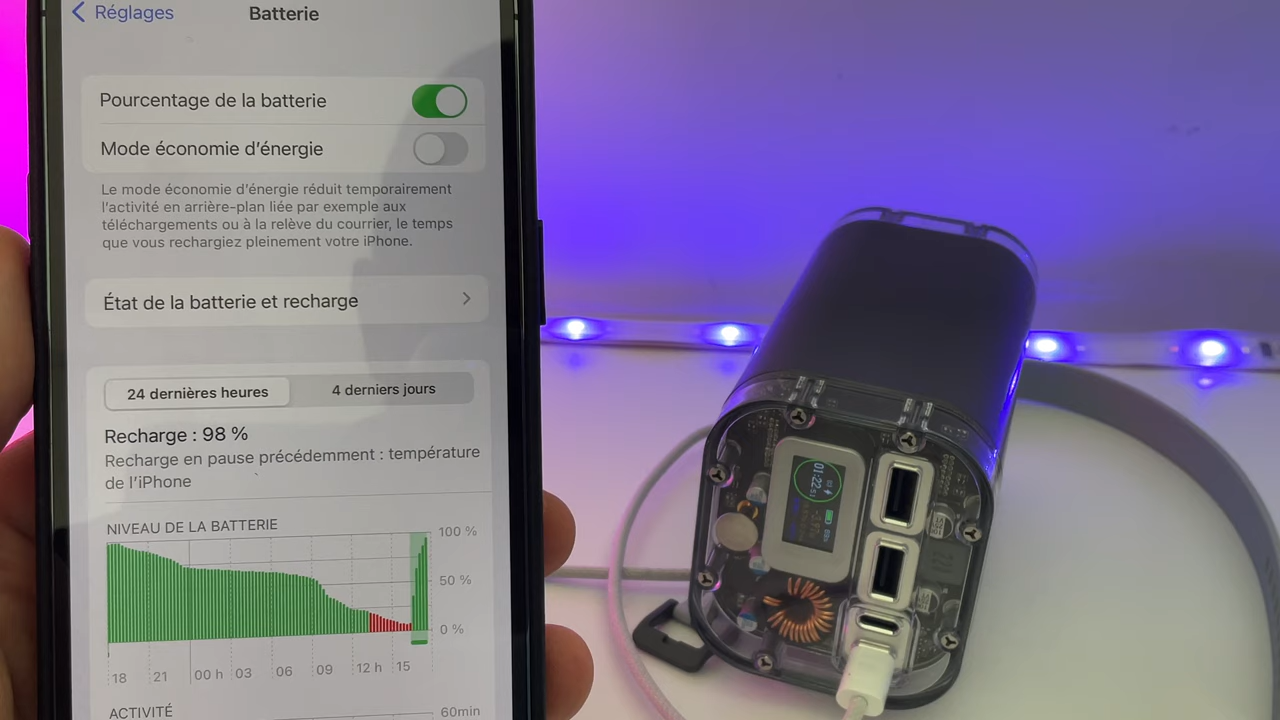 Réglages
Batterie
Pourcentage de la batterie
Mode économie d’énergie
Le mode économie d’énergie réduit temporairement
l’activité en arrière-plan liée par exemple aux
téléchargements ou à la relève du courrier, le temps
que vous rechargiez pleinement votre iPhone.
État de la batterie et recharge
24 dernières heures
4 derniers jours
Recharge : 98 %
Recharge en pause précédemment : température
de l’iPhone
NIVEAU DE LA BATTERIE
100 %
50 %
0 %
18 21 00 h 03 06 09 12 h 15
ACTIVITÉ
60min
01:22